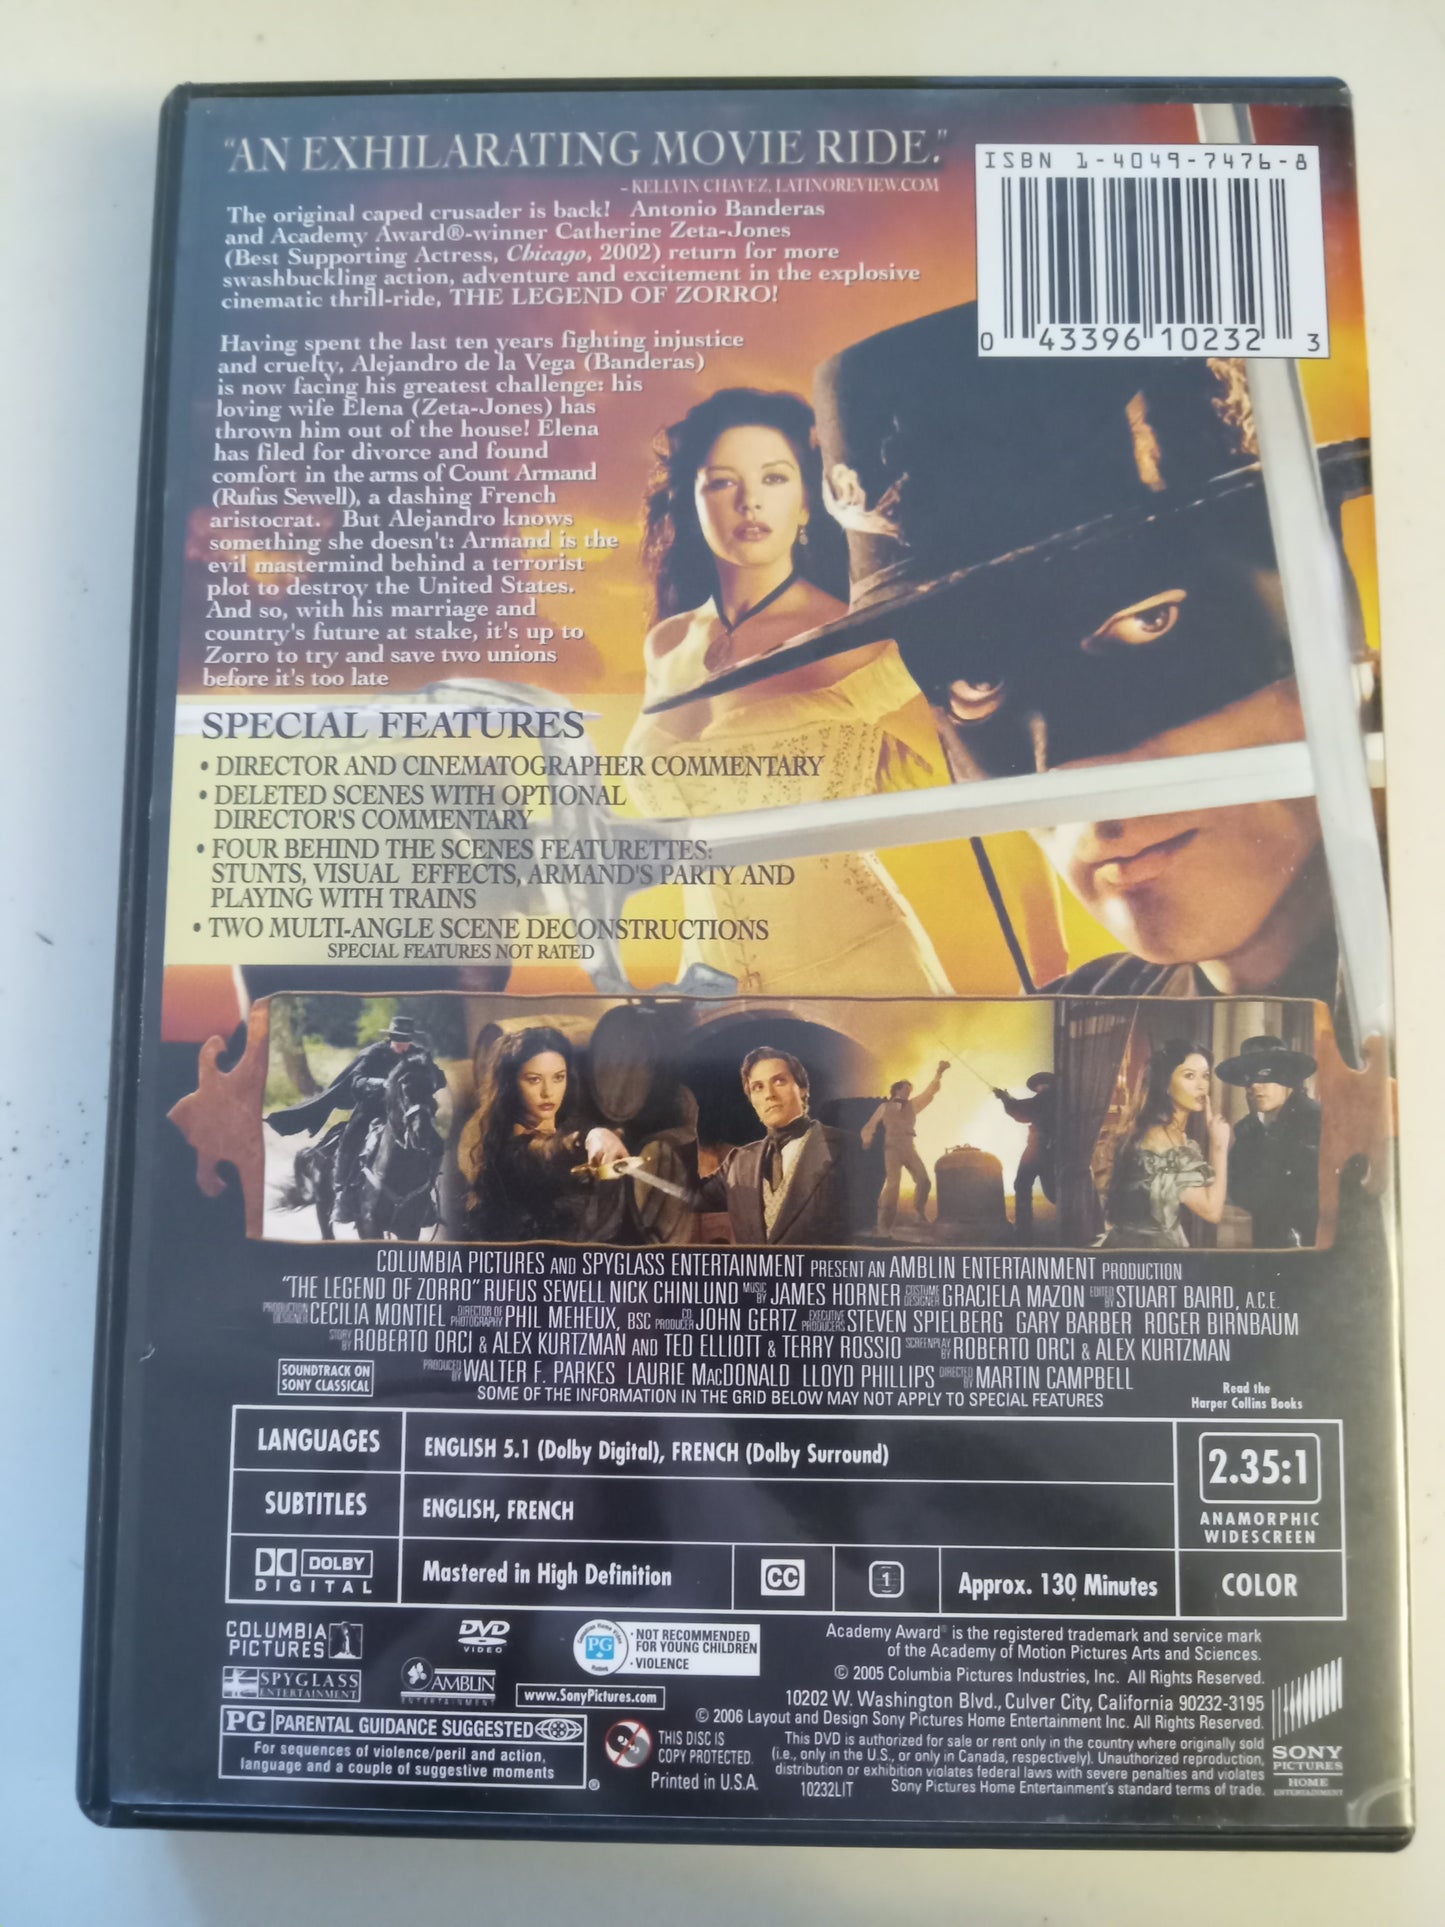 "AN EXHILARATING MOVIE RIDE."
- KELLVIN CHAVEZ, LATINOREVIEW.COM
ISBN 1-4049-7476-8
0 43396 10232 3
The original caped crusader is back! Antonio Banderas
and Academy Award®-winner Catherine Zeta-Jones
(Best Supporting Actress, Chicago, 2002) return for more
swashbuckling action, adventure and excitement in the explosive
cinematic thrill-ride, THE LEGEND OF ZORRO!
Having spent the last ten years fighting injustice
and cruelty, Alejandro de la Vega (Banderas)
is now facing his greatest challenge: his
loving wife Elena (Zeta-Jones) has
thrown him out of the house! Elena
has filed for divorce and found
comfort in the arms of Count Armand
(Rufus Sewell), a dashing French
aristocrat. But Alejandro knows
something she doesn't: Armand is the
evil mastermind behind a terrorist
plot to destroy the United States.
And so, with his marriage and
country's future at stake, it's up to
Zorro to try and save two unions
before it's too late
SPECIAL FEATURES
• DIRECTOR AND CINEMATOGRAPHER COMMENTARY
• DELETED SCENES WITH OPTIONAL
DIRECTOR'S COMMENTARY
• FOUR BEHIND THE SCENES FEATURETTES:
STUNTS, VISUAL EFFECTS, ARMAND'S PARTY AND
PLAYING WITH TRAINS
• TWO MULTI-ANGLE SCENE DECONSTRUCTIONS
SPECIAL FEATURES NOT RATED
COLUMBIA PICTURES AND SPYGLASS ENTERTAINMENT PRESENT AN AMBLIN ENTERTAINMENT PRODUCTION
"THE LEGEND OF ZORRO" RUFUS SEWELL NICK CHINLUND MUSIC BY JAMES HORNER COSTUME DESIGNER GRACIELA MAZON EDITED BY STUART BAIRD, A.C.E.
PRODUCTION DESIGNER CECILIA MONTIEL DIRECTOR OF PHOTOGRAPHY PHIL MEHEUX, BSC CO PRODUCER JOHN GERTZ EXECUTIVE PRODUCERS STEVEN SPIELBERG GARY BARBER ROGER BIRNBAUM
STORY BY ROBERTO ORCI & ALEX KURTZMAN AND TED ELLIOTT & TERRY ROSSIO SCREENPLAY BY ROBERTO ORCI & ALEX KURTZMAN
PRODUCED BY WALTER F. PARKES LAURIE MACDONALD LLOYD PHILLIPS DIRECTED BY MARTIN CAMPBELL
SOUNDTRACK ON
SONY CLASSICAL
SOME OF THE INFORMATION IN THE GRID BELOW MAY NOT APPLY TO SPECIAL FEATURES
Read the
Harper Collins Books
LANGUAGES
ENGLISH 5.1 (Dolby Digital), FRENCH (Dolby Surround)
SUBTITLES
ENGLISH, FRENCH
2.35:1
ANAMORPHIC
WIDESCREEN
DOLBY
DIGITAL
Mastered in High Definition
CC
1
Approx. 130 Minutes
COLOR
COLUMBIA
PICTURES
DVD
VIDEO
Canadian Home Video
PG
· NOT RECOMMENDED
FOR YOUNG CHILDREN
· VIOLENCE
SPYGLASS
ENTERTAINMENT
AMBLIN
ENTERTAINMENT
www.SonyPictures.com
PG PARENTAL GUIDANCE SUGGESTED
For sequences of violence/peril and action,
language and a couple of suggestive moments
®
THIS DISC IS
COPY PROTECTED.
Printed in U.S.A.
Academy Award® is the registered trademark and service mark
of the Academy of Motion Pictures Arts and Sciences.
© 2005 Columbia Pictures Industries, Inc. All Rights Reserved.
10202 W. Washington Blvd., Culver City, California 90232-3195
© 2006 Layout and Design Sony Pictures Home Entertainment Inc. All Rights Reserved.
This DVD is authorized for sale or rent only in the country where originally sold
(i.e., only in the U.S., or only in Canada, respectively). Unauthorized reproduction,
distribution or exhibition violates federal laws with severe penalties and violates
10232LIT
Sony Pictures Home Entertainment's standard terms of trade.
SONY
PICTURES
HOME
ENTERTAINMENT